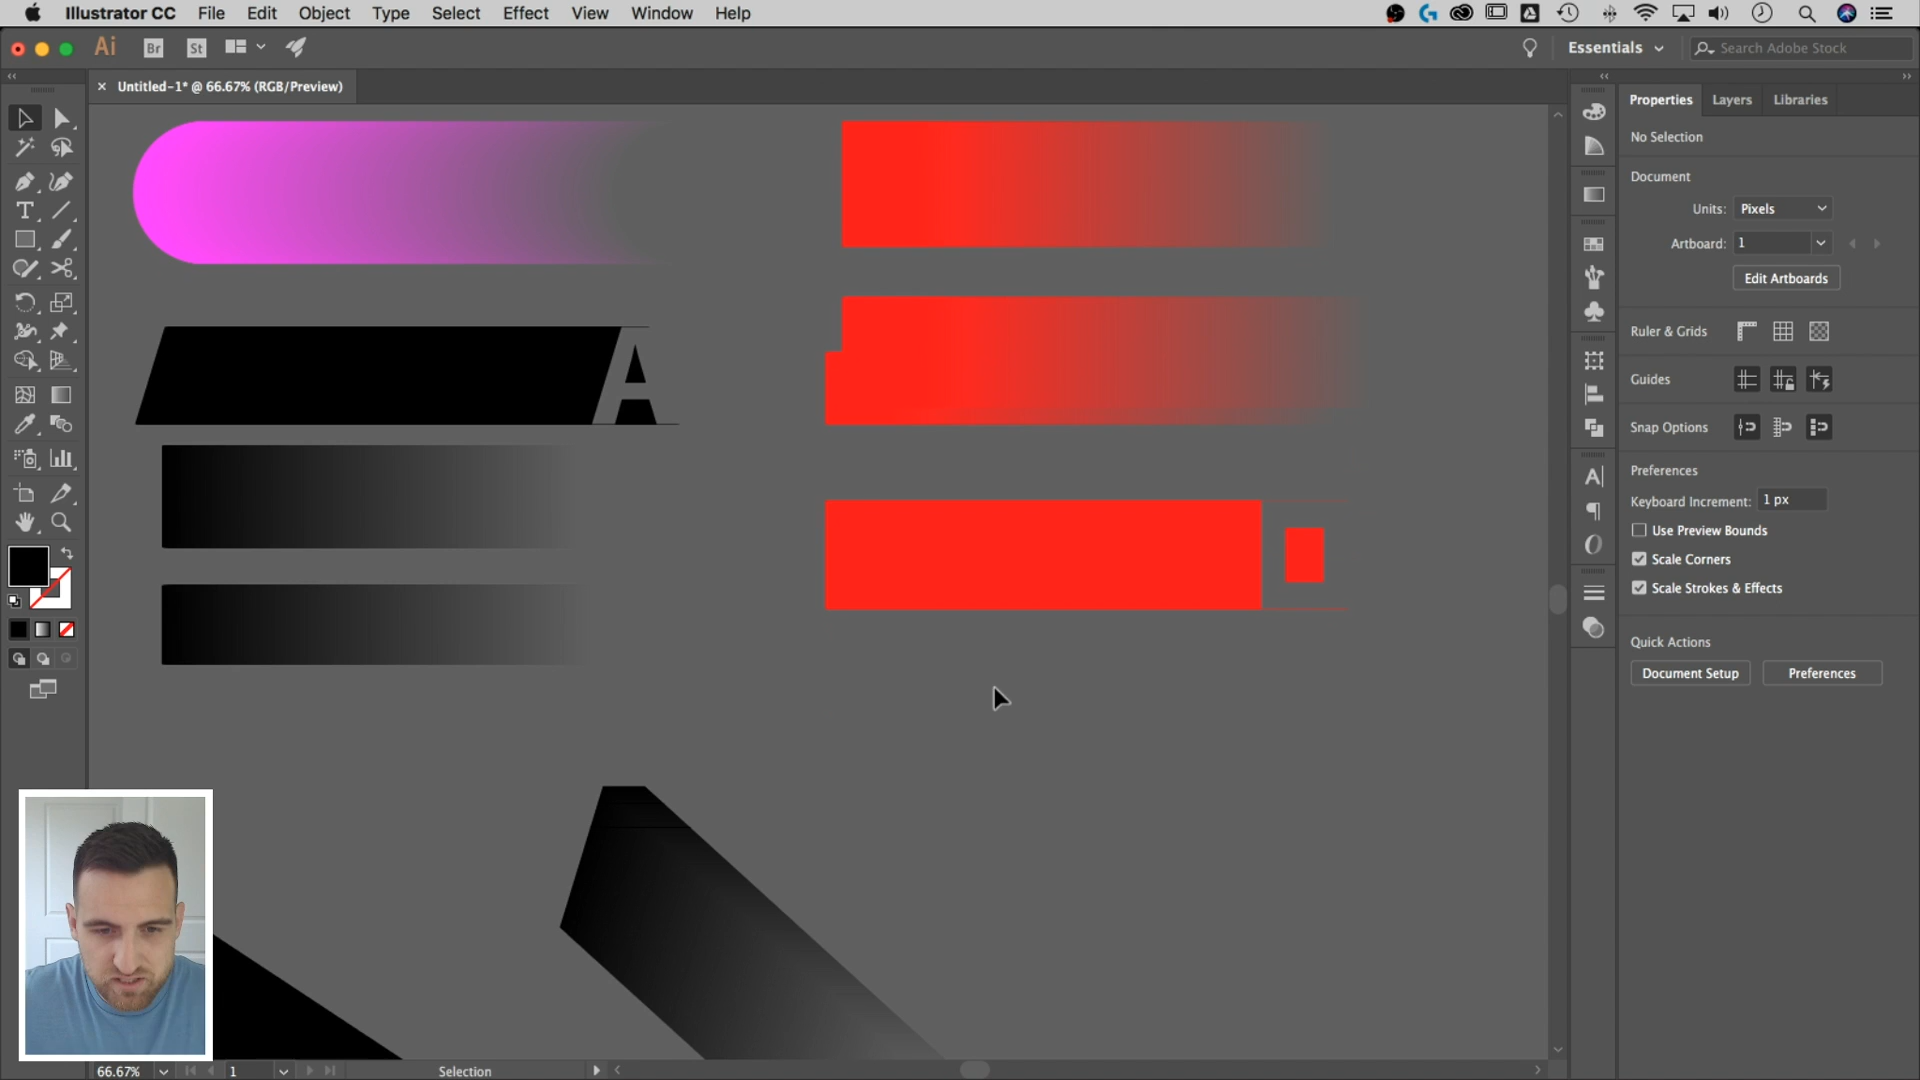 Illustrator CC File Edit Object Type Select Effect View Window Help
Ai Br St Essentials Search Adobe Stock
Untitled-1* @ 66.67% (RGB/Preview)
Properties Layers Libraries
No Selection
Document
Units: Pixels
Artboard: 1
Edit Artboards
Ruler & Grids
Guides
Snap Options
Preferences
Keyboard Increment: 1 px
Use Preview Bounds
Scale Corners
Scale Strokes & Effects
Quick Actions
Document Setup Preferences
A
66.67% 1 Selection